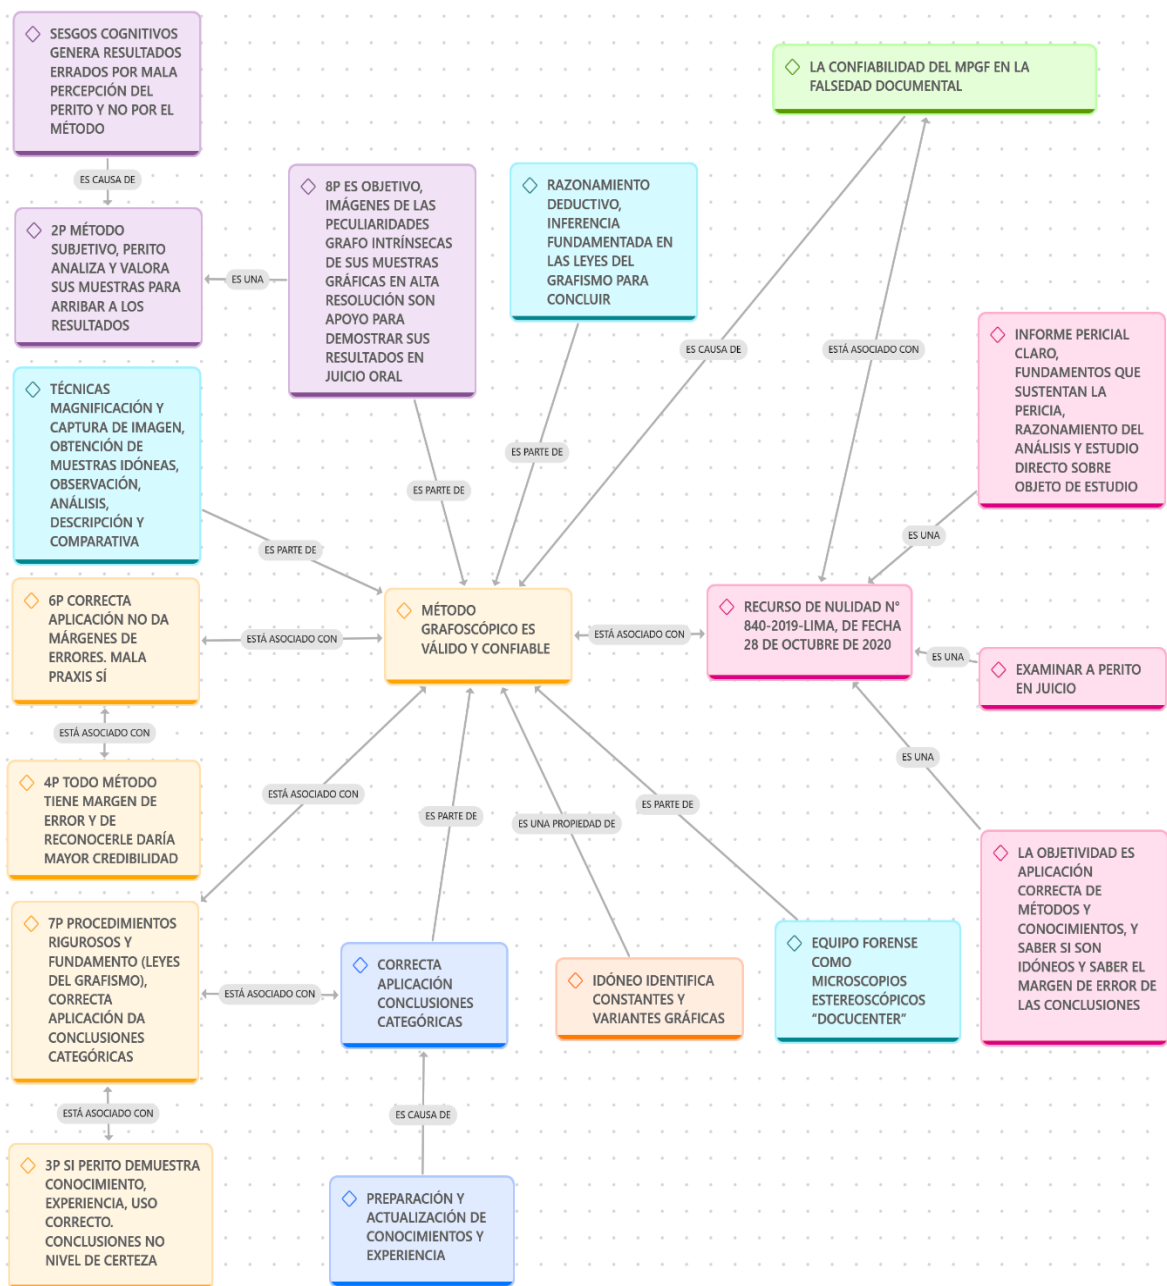 SESGOS COGNITIVOS
GENERA RESULTADOS
ERRADOS POR MALA
PERCEPCIÓN DEL
PERITO Y NO POR EL
MÉTODO
LA CONFIABILIDAD DEL MPGF EN LA
FALSEDAD DOCUMENTAL
ES CAUSA DE
8P ES OBJETIVO,
IMÁGENES DE LAS
PECULIARIDADES
GRAFO INTRÍNSECAS
DE SUS MUESTRAS
GRÁFICAS EN ALTA
RESOLUCIÓN SON
APOYO PARA
DEMOSTRAR SUS
RESULTADOS EN
JUICIO ORAL
RAZONAMIENTO
DEDUCTIVO,
INFERENCIA
FUNDAMENTADA EN
LAS LEYES DEL
GRAFISMO PARA
CONCLUIR
2P MÉTODO
SUBJETIVO, PERITO
ANALIZA Y VALORA
SUS MUESTRAS PARA
ARRIBAR A LOS
RESULTADOS
ES UNA
ES CAUSA DE
ESTÁ ASOCIADO CON
INFORME PERICIAL
CLARO,
FUNDAMENTOS QUE
SUSTENTAN LA
PERICIA,
RAZONAMIENTO DEL
ANÁLISIS Y ESTUDIO
DIRECTO SOBRE
OBJETO DE ESTUDIO
TÉCNICAS
MAGNIFICACIÓN Y
CAPTURA DE IMAGEN,
OBTENCIÓN DE
MUESTRAS IDÓNEAS,
OBSERVACIÓN,
ANÁLISIS,
DESCRIPCIÓN Y
COMPARATIVA
ES PARTE DE
ES PARTE DE
ES PARTE DE
ES UNA
6P CORRECTA
APLICACIÓN NO DA
MÁRGENES DE
ERRORES. MALA
PRAXIS SÍ
ESTÁ ASOCIADO CON
MÉTODO
GRAFOSCÓPICO ES
VÁLIDO Y CONFIABLE
ESTÁ ASOCIADO CON
RECURSO DE NULIDAD N°
840-2019-LIMA, DE FECHA
28 DE OCTUBRE DE 2020
ES UNA
EXAMINAR A PERITO
EN JUICIO
ESTÁ ASOCIADO CON
4P TODO MÉTODO
TIENE MARGEN DE
ERROR Y DE
RECONOCERLE DARÍA
MAYOR CREDIBILIDAD
ESTÁ ASOCIADO CON
ES PARTE DE
ES UNA PROPIEDAD DE
ES PARTE DE
ES UNA
LA OBJETIVIDAD ES
APLICACIÓN
CORRECTA DE
MÉTODOS Y
CONOCIMIENTOS, Y
SABER SI SON
IDÓNEOS Y SABER EL
MARGEN DE ERROR DE
LAS CONCLUSIONES
7P PROCEDIMIENTOS
RIGUROSOS Y
FUNDAMENTO (LEYES
DEL GRAFISMO),
CORRECTA
APLICACIÓN DA
CONCLUSIONES
CATEGÓRICAS
ESTÁ ASOCIADO CON
CORRECTA
APLICACIÓN
CONCLUSIONES
CATEGÓRICAS
IDÓNEO IDENTIFICA
CONSTANTES Y
VARIANTES GRÁFICAS
EQUIPO FORENSE
COMO
MICROSCOPIOS
ESTEREOSCÓPICOS
“DOCUCENTER”
ESTÁ ASOCIADO CON
ES CAUSA DE
3P SI PERITO DEMUESTRA
CONOCIMIENTO,
EXPERIENCIA, USO
CORRECTO.
CONCLUSIONES NO
NIVEL DE CERTEZA
PREPARACIÓN Y
ACTUALIZACIÓN DE
CONOCIMIENTOS Y
EXPERIENCIA